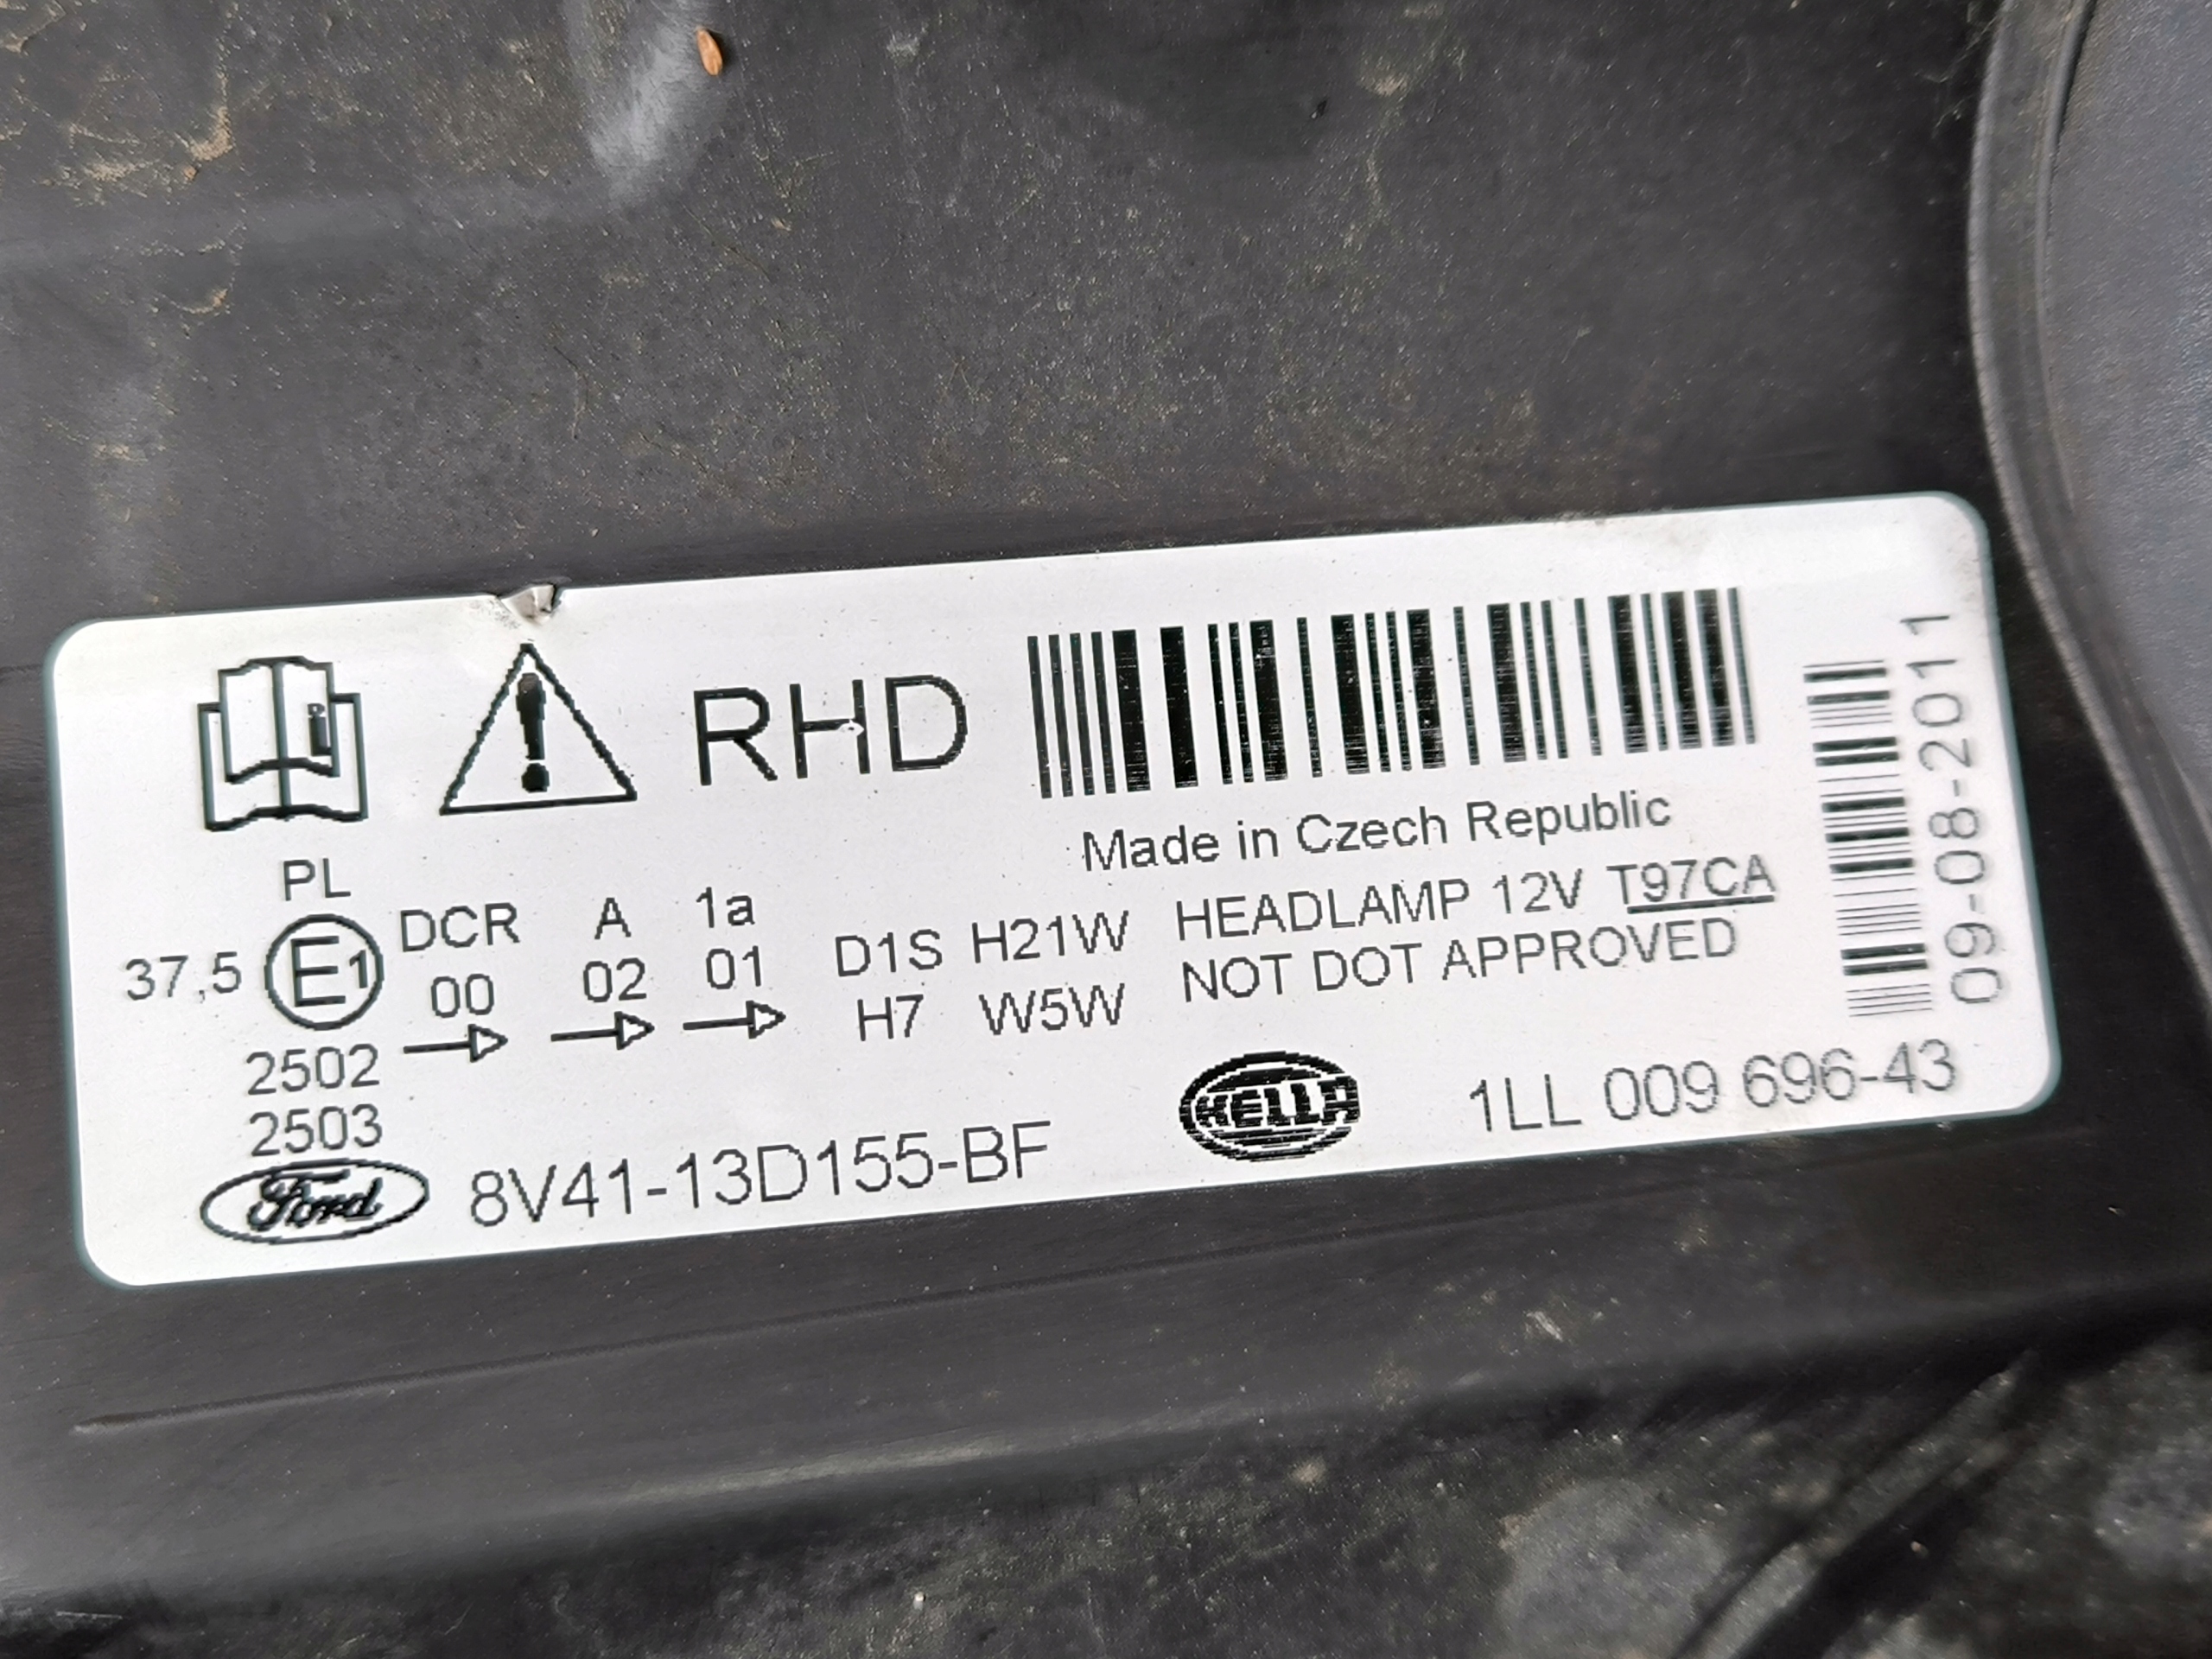 RHD
Made in Czech Republic
PL
37,5 E1 DCR A 1a
00 02 01
D1S H21W
H7 W5W
HEADLAMP 12V T97CA
NOT DOT APPROVED
2502
2503
Ford 8V41-13D155-BF
HELLA 1LL 009 696-43
09-08-2011